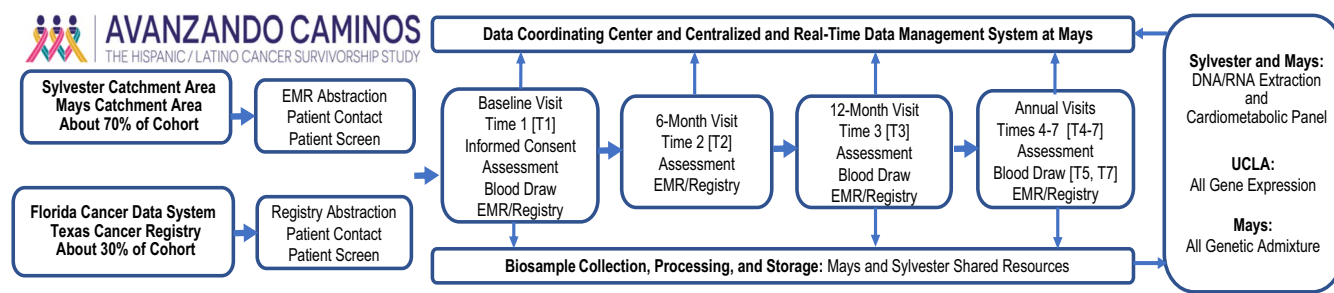 AVANZANDO CAMINOS
THE HISPANIC / LATINO CANCER SURVIVORSHIP STUDY
Sylvester Catchment Area
Mays Catchment Area
About 70% of Cohort
EMR Abstraction
Patient Contact
Patient Screen
Florida Cancer Data System
Texas Cancer Registry
About 30% of Cohort
Registry Abstraction
Patient Contact
Patient Screen
Data Coordinating Center and Centralized and Real-Time Data Management System at Mays
Baseline Visit
Time 1 [T1]
Informed Consent
Assessment
Blood Draw
EMR/Registry
6-Month Visit
Time 2 [T2]
Assessment
EMR/Registry
12-Month Visit
Time 3 [T3]
Assessment
Blood Draw
EMR/Registry
Annual Visits
Times 4-7 [T4-7]
Assessment
Blood Draw [T5, T7]
EMR/Registry
Biosample Collection, Processing, and Storage: Mays and Sylvester Shared Resources
Sylvester and Mays:
DNA/RNA Extraction
and
Cardiometabolic Panel
UCLA:
All Gene Expression
Mays:
All Genetic Admixture